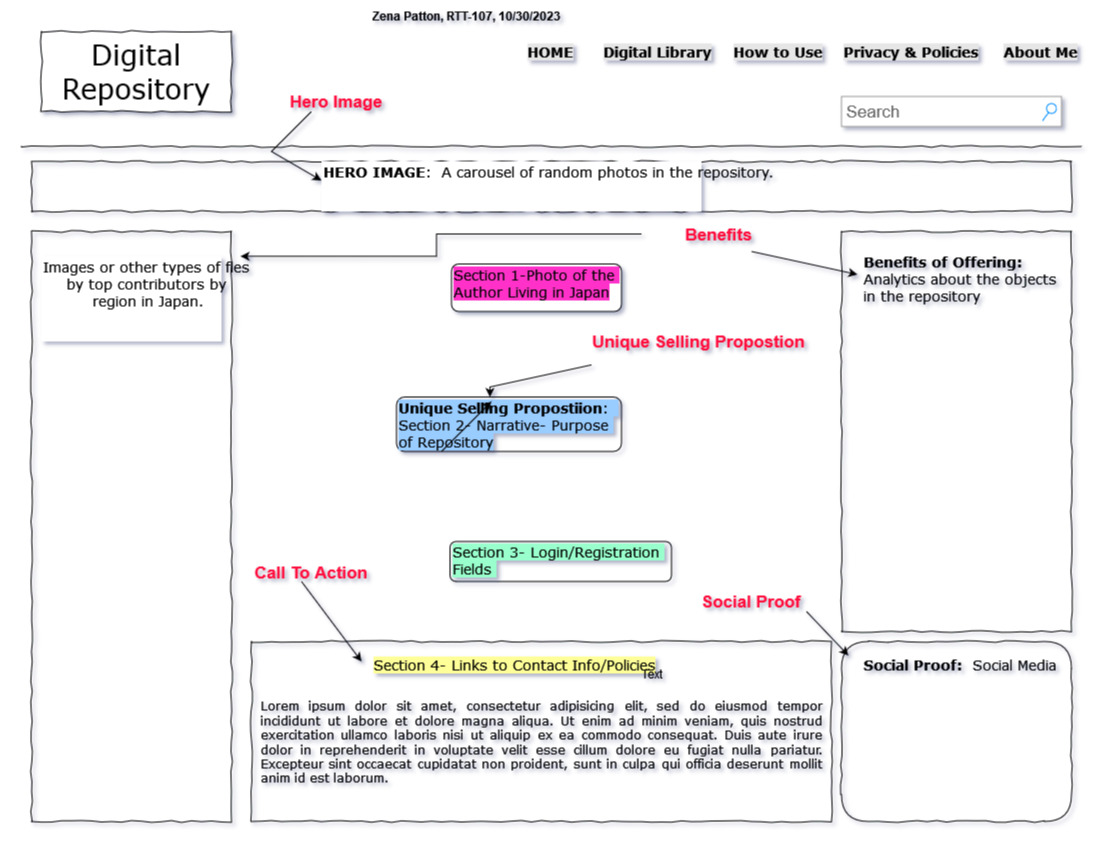 Zena Patton, RTT-107, 10/30/2023
Digital
Repository
HOME
Digital Library
How to Use
Privacy & Policies
About Me
Hero Image
Search
HERO IMAGE: A carousel of random photos in the repository.
Benefits
Images or other types of fies
by top contributors by
region in Japan.
Section 1-Photo of the
Author Living in Japan
Benefits of Offering:
Analytics about the objects
in the repository
Unique Selling Propostion
Unique Selling Propostiion:
Section 2- Narrative- Purpose
of Repository
Section 3- Login/Registration
Fields
Call To Action
Social Proof
Section 4- Links to Contact Info/Policies
Text
Social Proof: Social Media
Lorem ipsum dolor sit amet, consectetur adipisicing elit, sed do eiusmod tempor
incididunt ut labore et dolore magna aliqua. Ut enim ad minim veniam, quis nostrud
exercitation ullamco laboris nisi ut aliquip ex ea commodo consequat. Duis aute irure
dolor in reprehenderit in voluptate velit esse cillum dolore eu fugiat nulla pariatur.
Excepteur sint occaecat cupidatat non proident, sunt in culpa qui officia deserunt mollit
anim id est laborum.